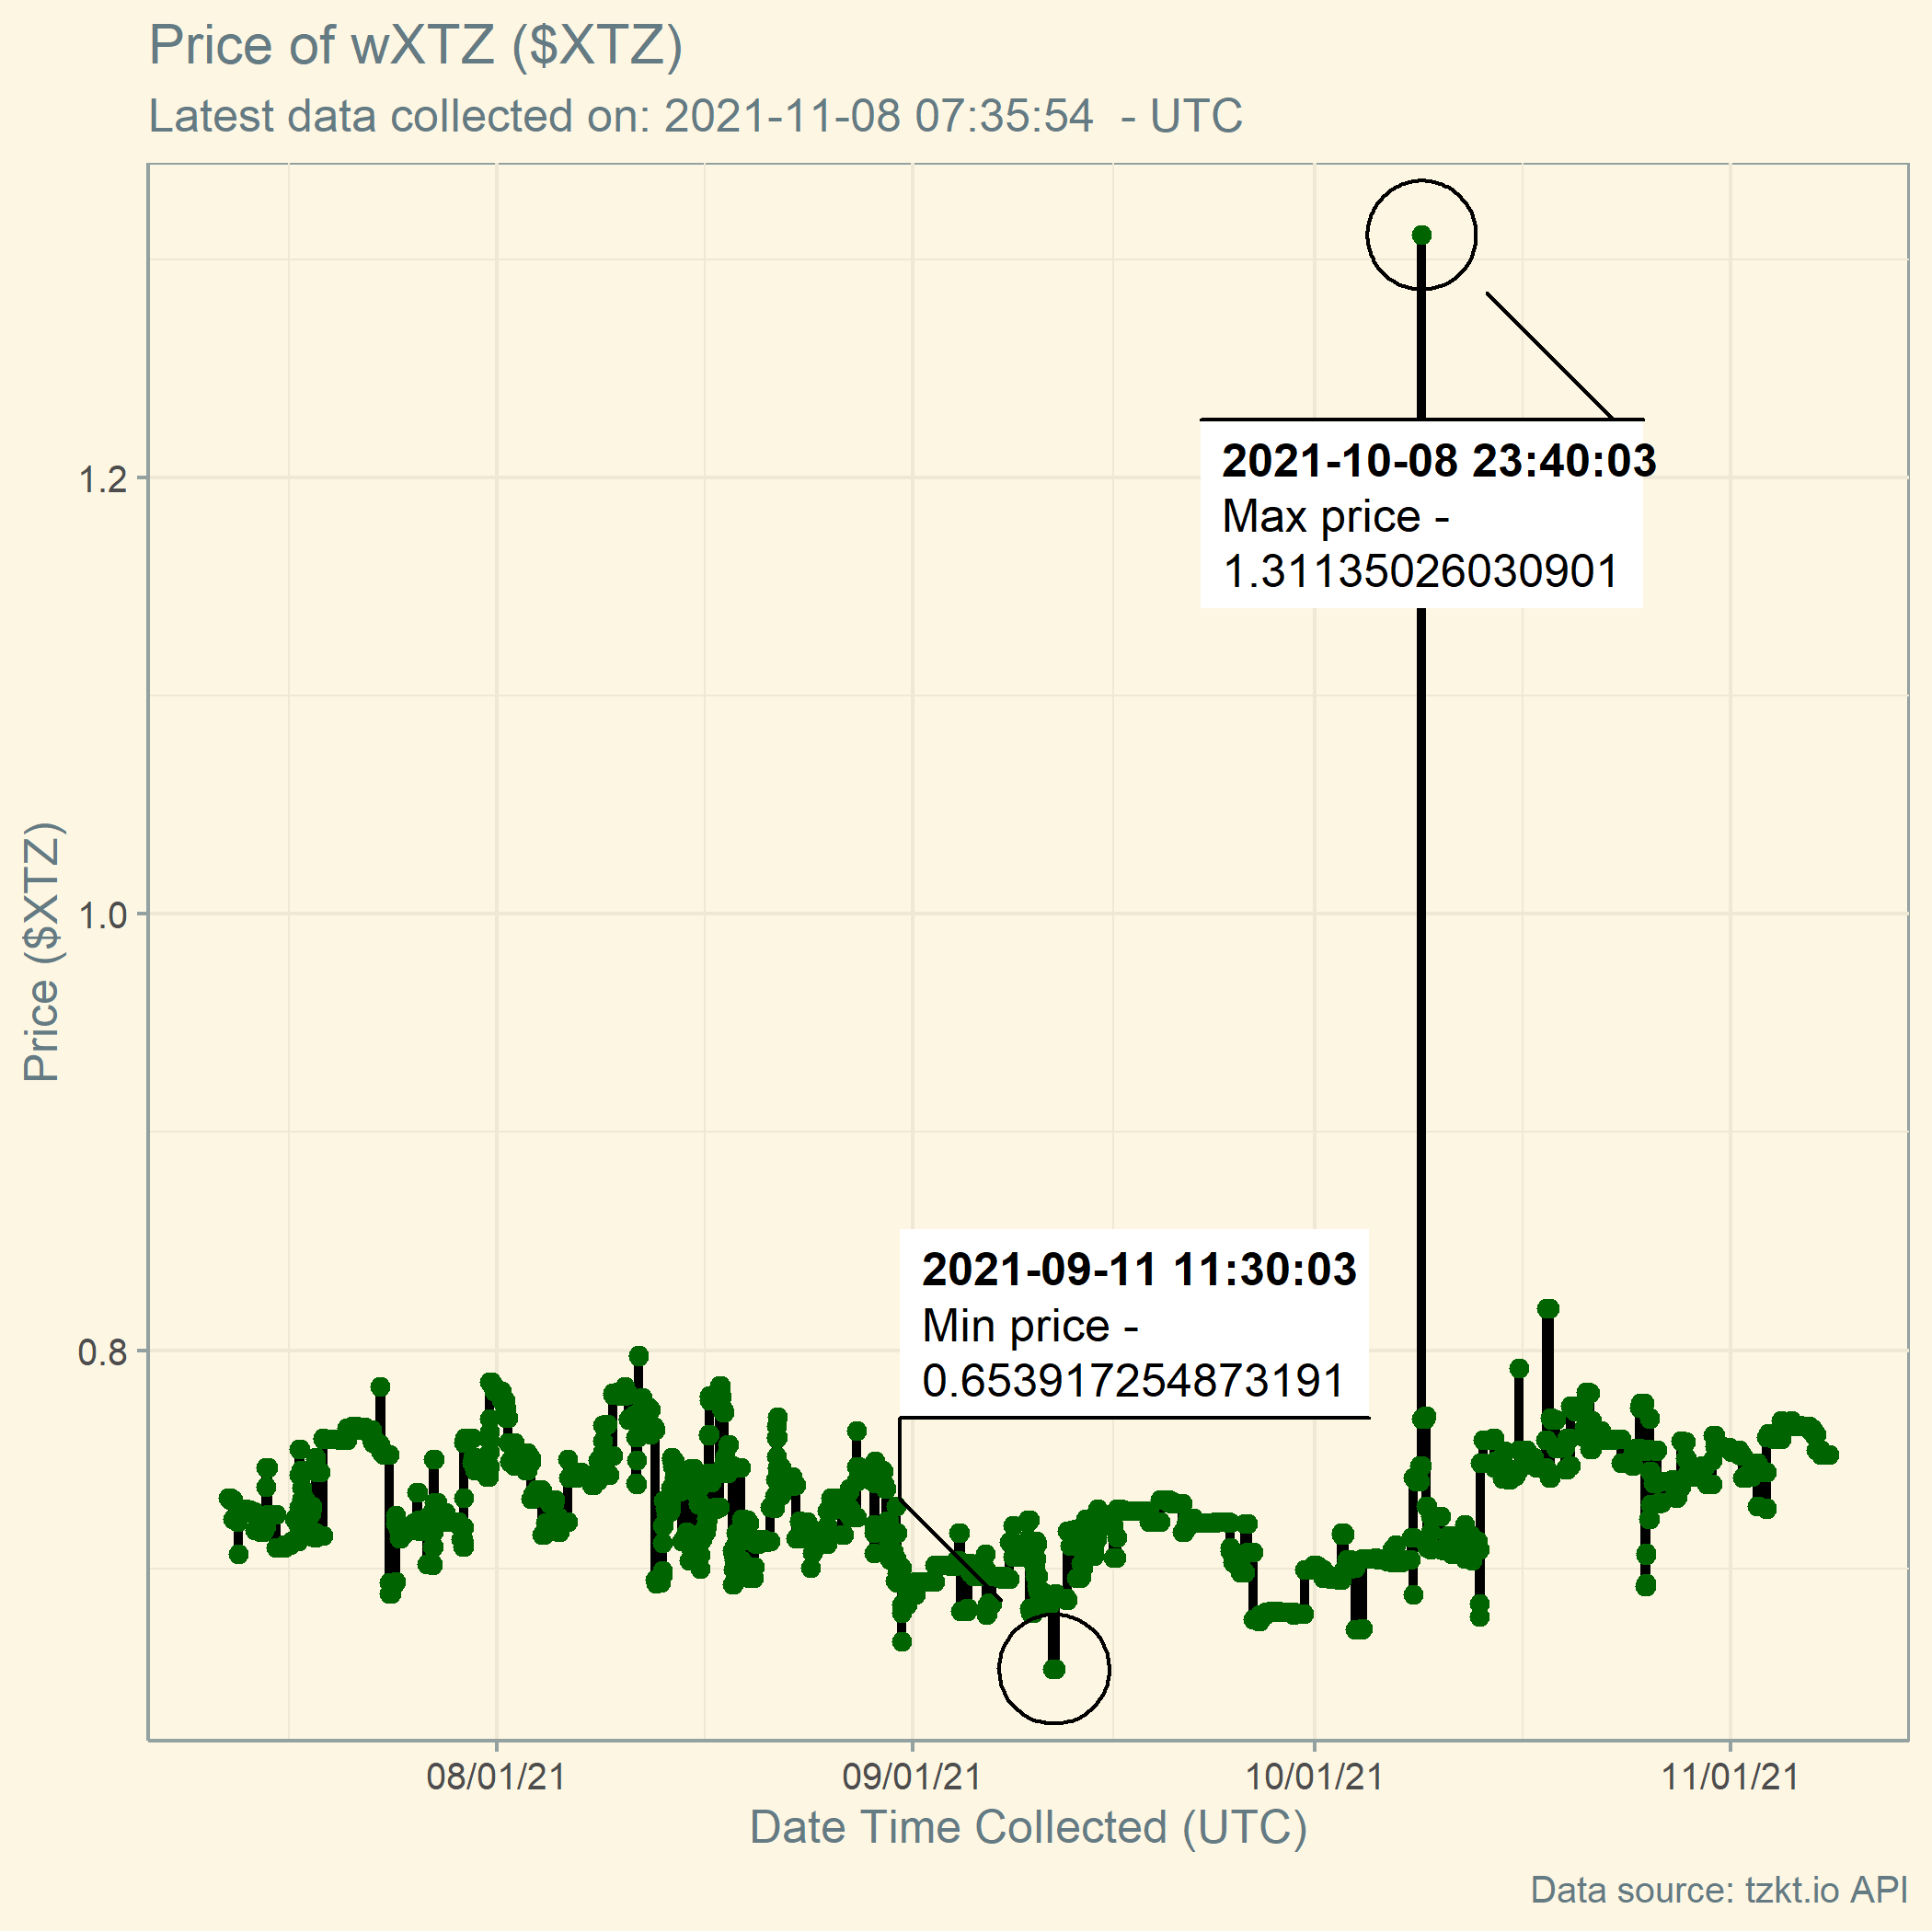 Price of wXTZ ($XTZ)
Latest data collected on: 2021-11-08 07:35:54  - UTC
2021-10-08 23:40:03
Max price -
1.31135026030901
2021-09-11 11:30:03
Min price -
0.653917254873191
1.2
1.0
0.8
Price ($XTZ)
08/01/21
09/01/21
10/01/21
11/01/21
Date Time Collected (UTC)
Data source: tzkt.io API